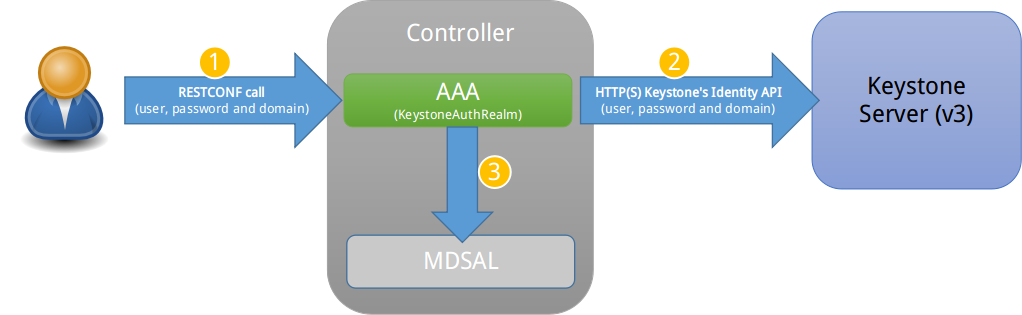 Controller
1
RESTCONF call
(user, password and domain)
AAA
(KeystoneAuthRealm)
2
HTTP(S) Keystone's Identity API
(user, password and domain)
Keystone
Server (v3)
3
MDSAL